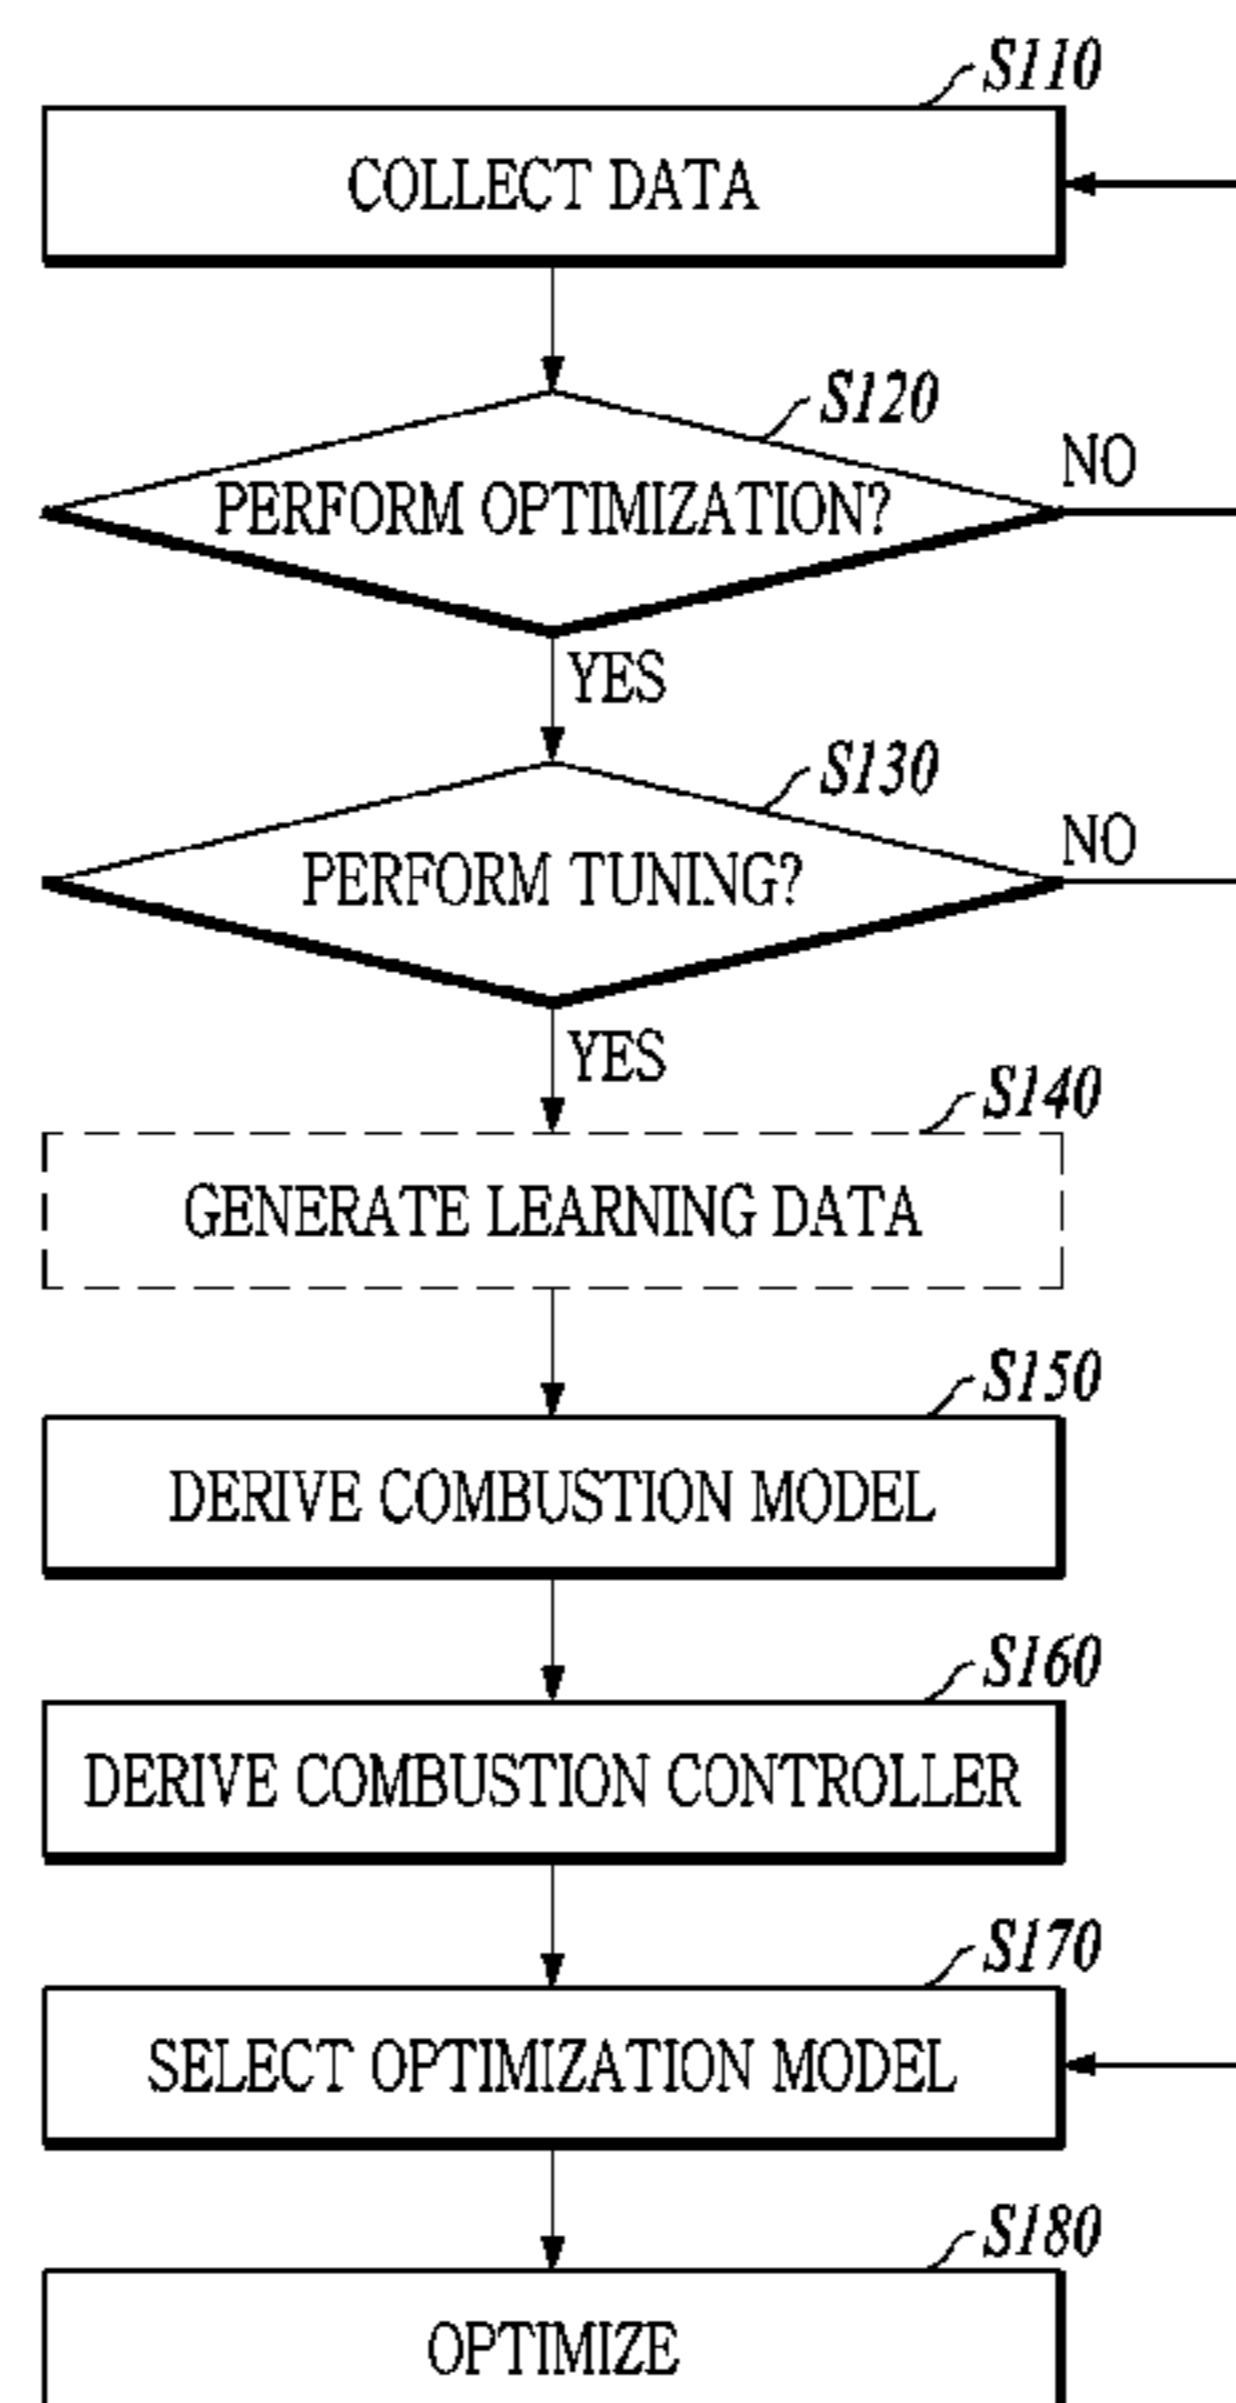 S110
COLLECT DATA
S120
PERFORM OPTIMIZATION?
NO
YES
S130
PERFORM TUNING?
NO
YES
S140
GENERATE LEARNING DATA
S150
DERIVE COMBUSTION MODEL
S160
DERIVE COMBUSTION CONTROLLER
S170
SELECT OPTIMIZATION MODEL
S180
OPTIMIZE